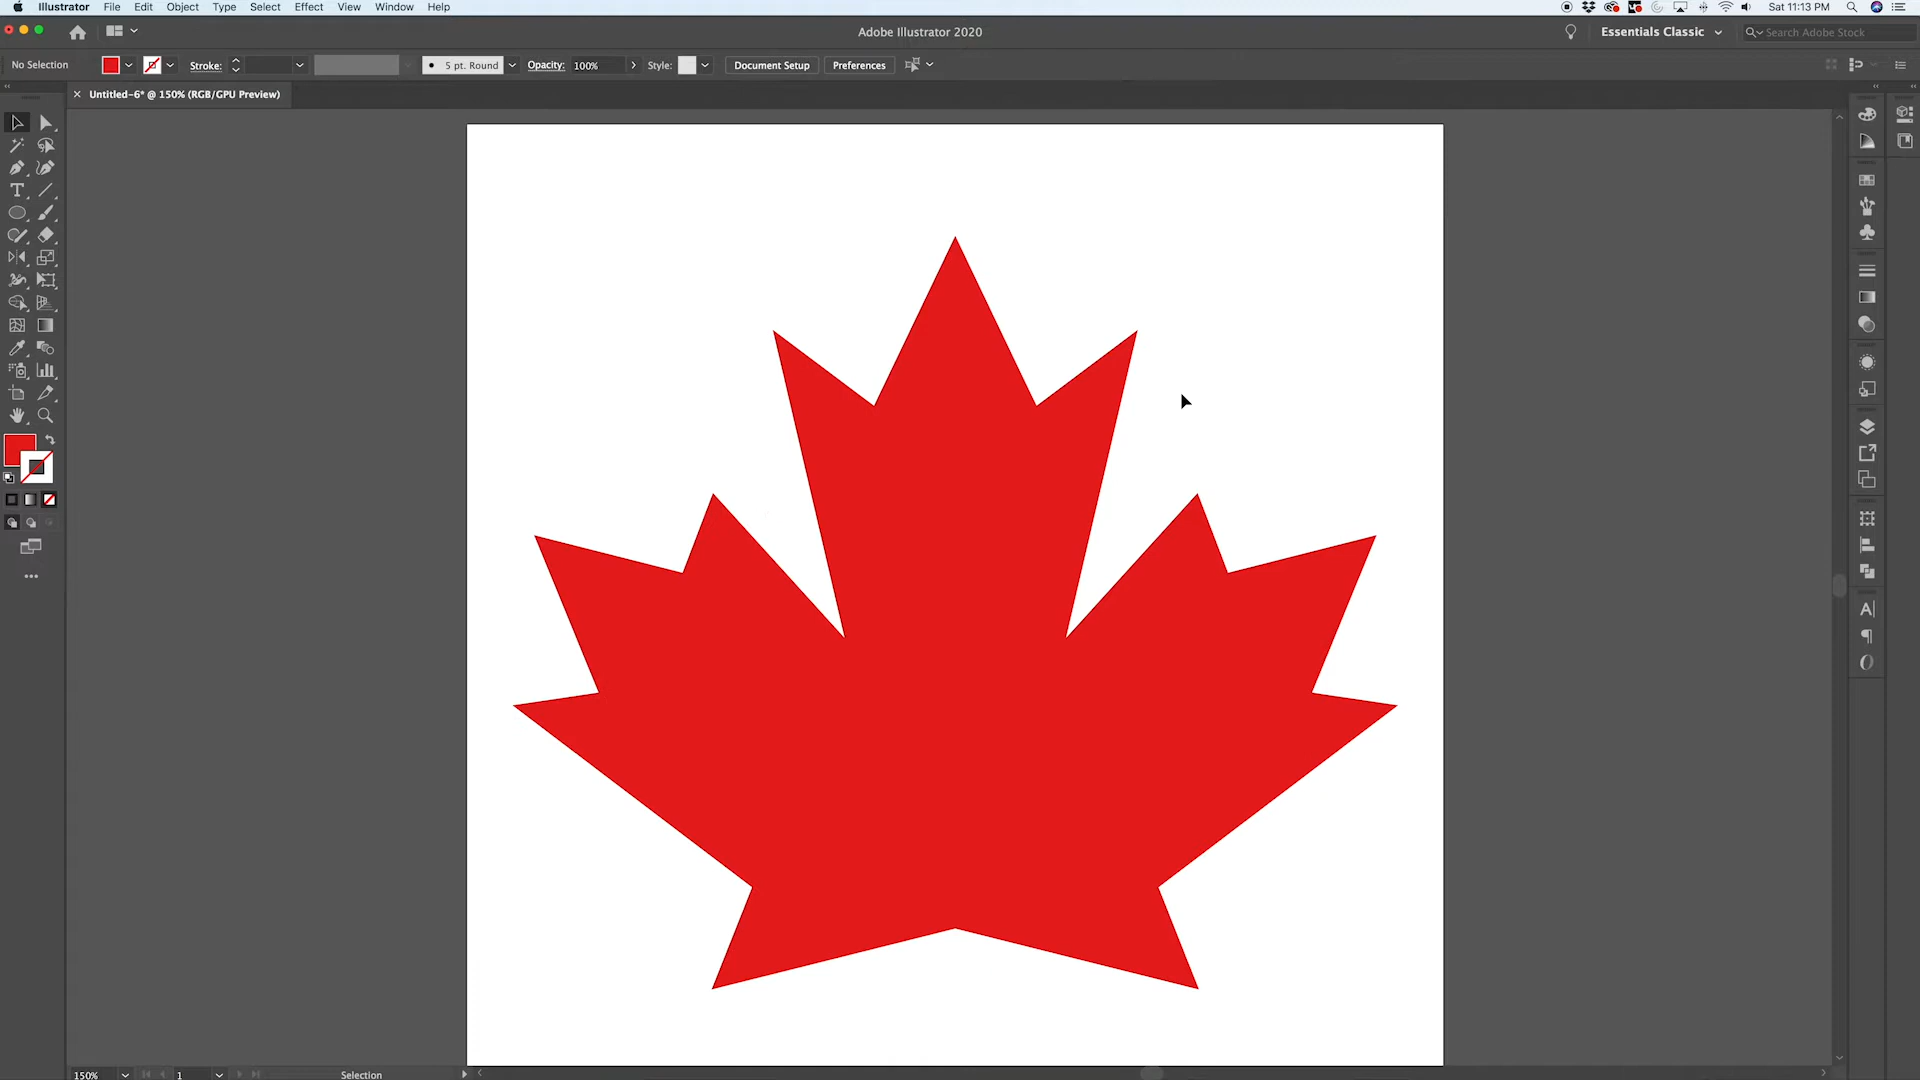 Illustrator File Edit Object Type Select Effect View Window Help Sat 11:13 PM
Adobe Illustrator 2020 Essentials Classic Search Adobe Stock
No Selection Stroke: 5 pt. Round Opacity: 100% Style: Document Setup Preferences
Untitled-6* @ 150% (RGB/GPU Preview)
150% 1 Selection